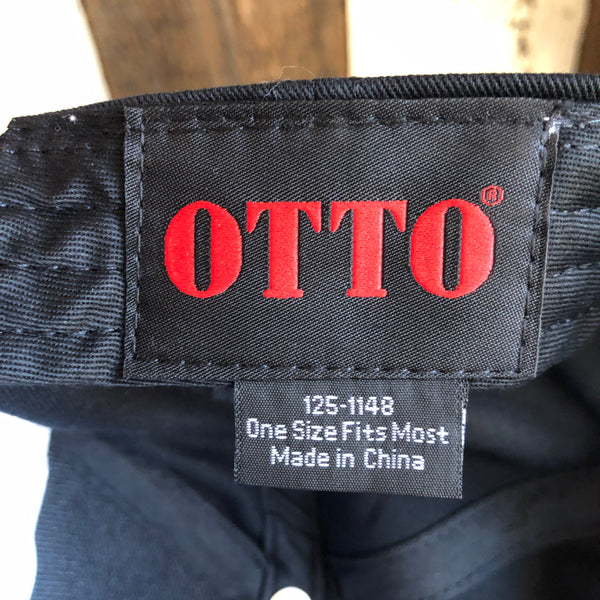 OTTO®
125-1148
One Size Fits Most
Made in China